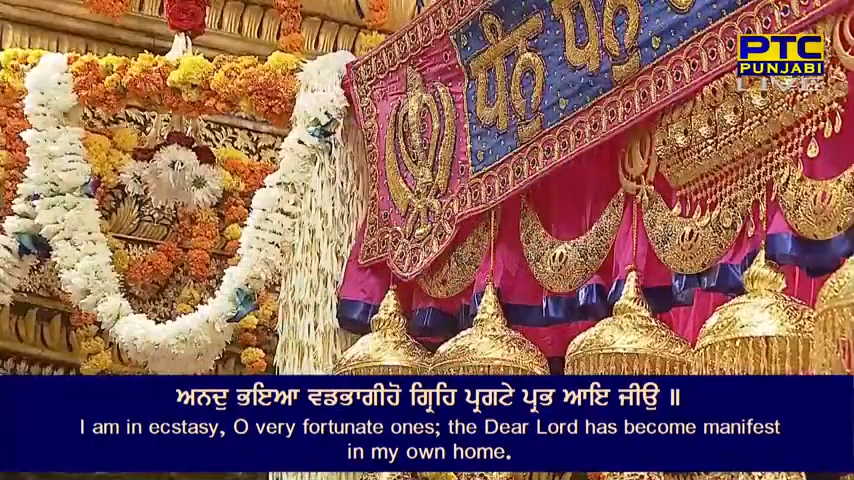 PTC
PUNJABI
LIVE
ਧੰਨੁ ਧੰਨੁ
ਅਨਦੁ ਭਇਆ ਵਡਭਾਗੀਹੋ ਗ੍ਰਿਹਿ ਪ੍ਰਗਟੇ ਪ੍ਰਭ ਆਇ ਜੀਉ ॥
I am in ecstasy, O very fortunate ones; the Dear Lord has become manifest
in my own home.